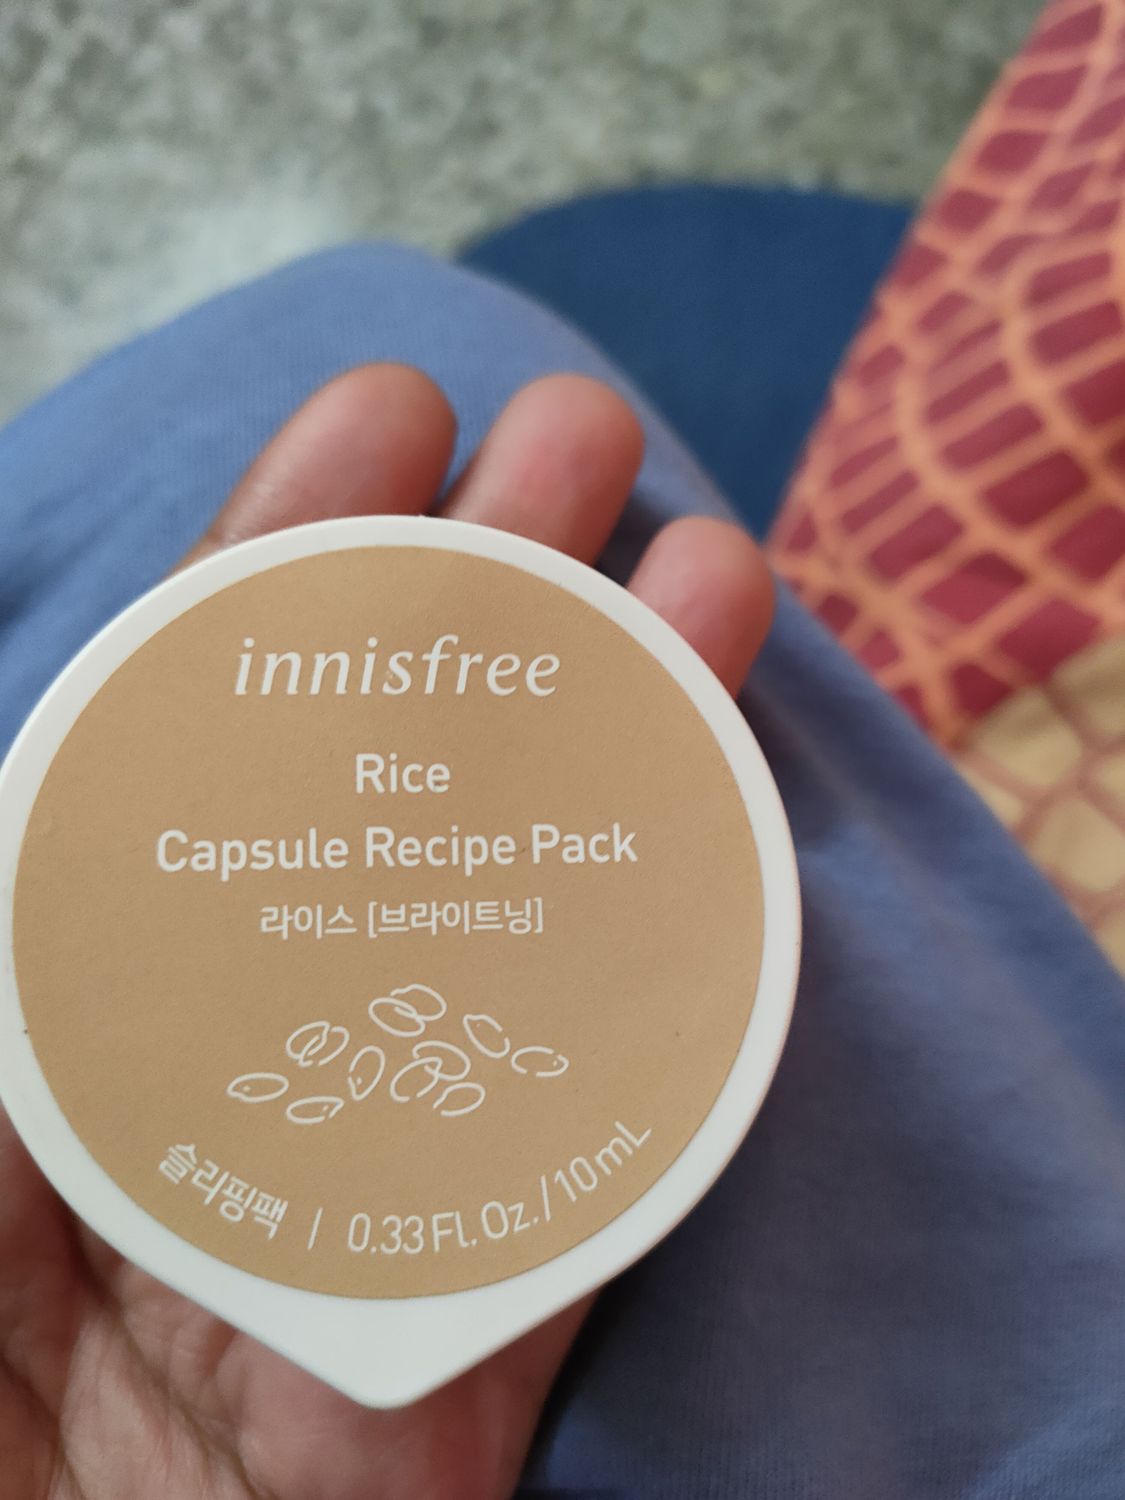 innisfree
Rice
Capsule Recipe Pack
라이스 [브라이트닝]
슬리핑팩 | 0.33 Fl. Oz. / 10 mL